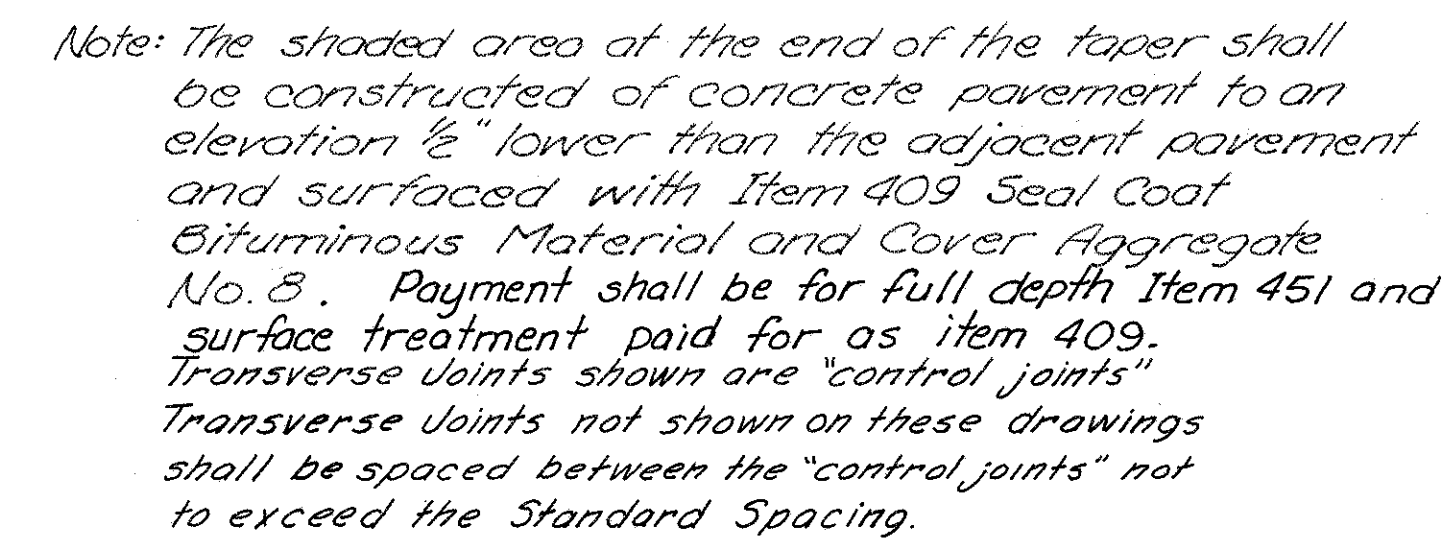 Note: The shaded area at the end of the taper shall
be constructed of concrete pavement to an
elevation 1/2" lower than the adjacent pavement
and surfaced with Item 409 Seal Coat
Bituminous Material and Cover Aggregate
No. 8. Payment shall be for full depth Item 451 and
surface treatment paid for as item 409.
Transverse Joints shown are "control joints"
Transverse Joints not shown on these drawings
shall be spaced between the "control joints" not
to exceed the Standard Spacing.